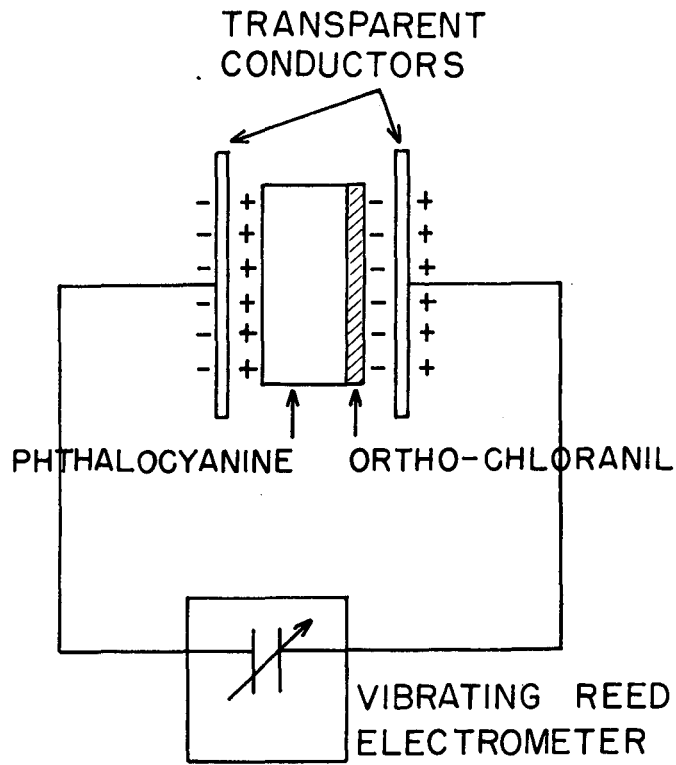 TRANSPARENT
CONDUCTORS
- + - +
- + - +
- + - +
- + - +
- + - +
- + - +
PHTHALOCYANINE ORTHO-CHLORANIL
VIBRATING REED
ELECTROMETER